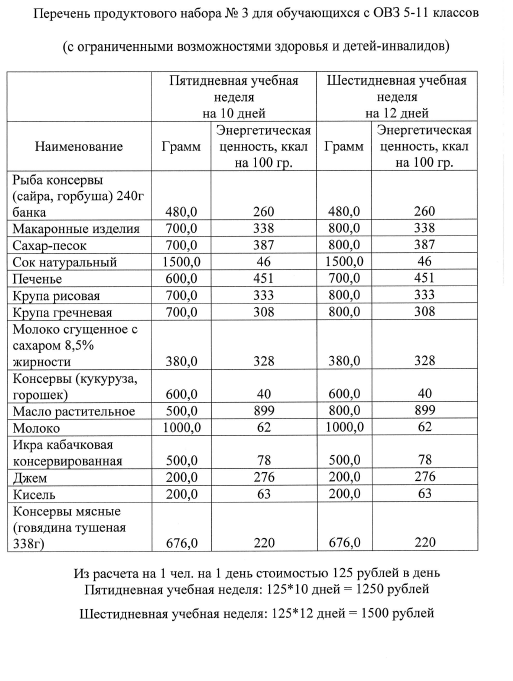 Перечень продуктового набора № 3 для обучающихся с ОВЗ 5-11 классов
(с ограниченными возможностями здоровья и детей-инвалидов)
Пятидневная учебная неделя на 10 дней
Шестидневная учебная неделя на 12 дней
Наименование Грамм Энергетическая ценность, ккал на 100 гр. Грамм Энергетическая ценность, ккал на 100 гр.
Рыба консервы
(сайра, горбуша) 240г
банка 480,0 260 480,0 260
Макаронные изделия 700,0 338 800,0 338
Сахар-песок 700,0 387 800,0 387
Сок натуральный 1500,0 46 1500,0 46
Печенье 600,0 451 700,0 451
Крупа рисовая 700,0 333 800,0 333
Крупа гречневая 700,0 308 800,0 308
Молоко сгущенное с
сахаром 8,5%
жирности 380,0 328 380,0 328
Консервы (кукуруза,
горошек) 600,0 40 600,0 40
Масло растительное 500,0 899 800,0 899
Молоко 1000,0 62 1000,0 62
Икра кабачковая
консервированная 500,0 78 500,0 78
Джем 200,0 276 200,0 276
Кисель 200,0 63 200,0 63
Консервы мясные
(говядина тушеная
338г) 676,0 220 676,0 220
Из расчета на 1 чел. на 1 день стоимостью 125 рублей в день
Пятидневная учебная неделя: 125*10 дней = 1250 рублей
Шестидневная учебная неделя: 125*12 дней = 1500 рублей